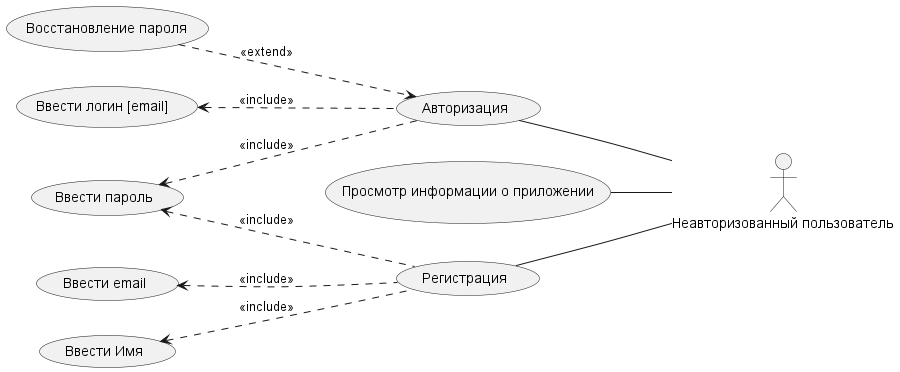 Восстановление пароля
«extend»
Ввести логин [email]
«include»
Авторизация
«include»
Ввести пароль
Просмотр информации о приложении
«include»
Неавторизованный пользователь
Ввести email
«include»
Регистрация
«include»
Ввести Имя